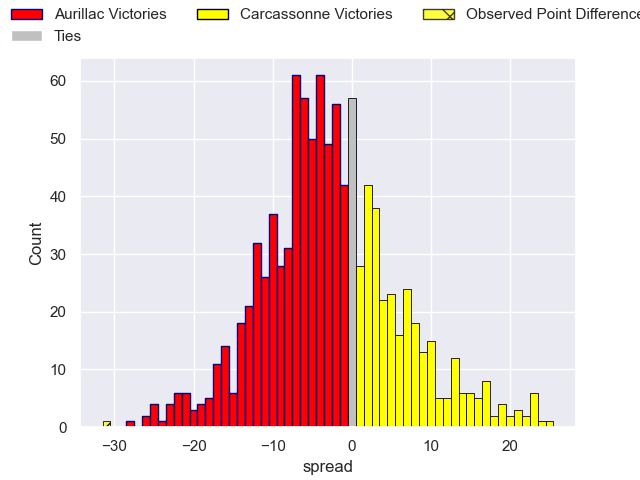 Aurillac Victories Carcassonne Victories Observed Point Difference
Ties
60
50
40
30
20
10
0
Count
−30 −20 −10 0 10 20
spread